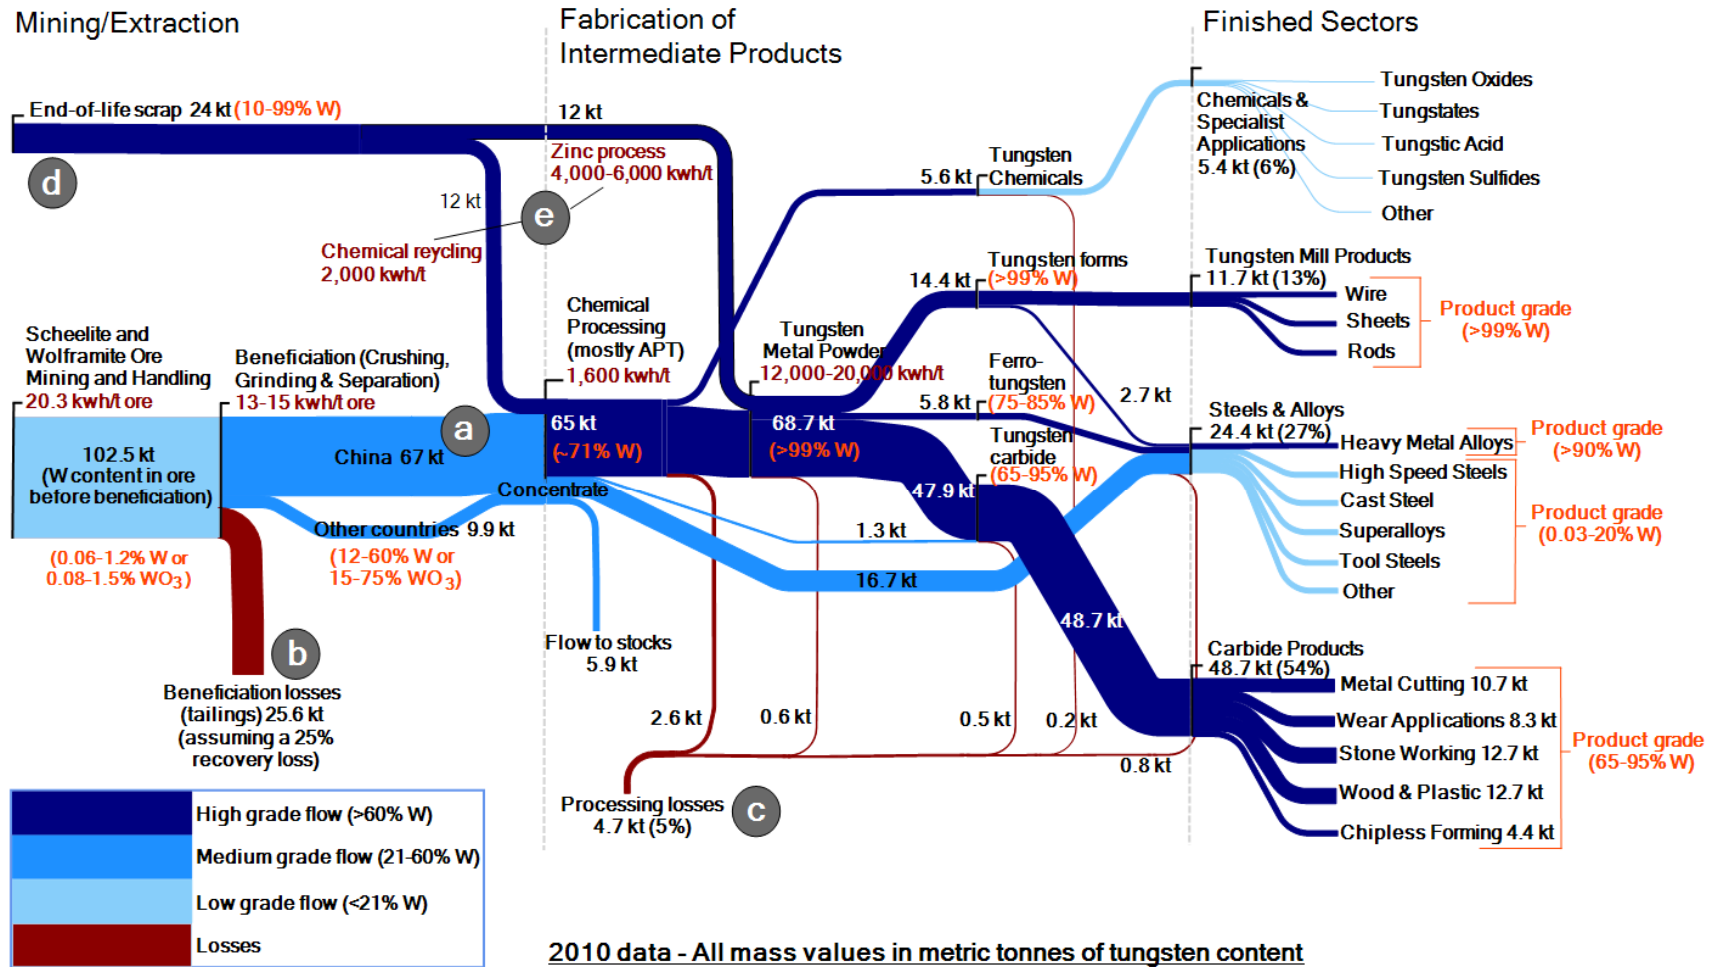 Mining/Extraction
Fabrication of
Intermediate Products
Finished Sectors
End-of-life scrap 24 kt (10-99% W)
d
12 kt
Zinc process
4,000-6,000 kwh/t
e
12 kt
Chemical reycling
2,000 kwh/t
5.6 kt
Tungsten
Chemicals
Chemicals &
Specialist
Applications
5.4 kt (6%)
Tungsten Oxides
Tungstates
Tungstic Acid
Tungsten Sulfides
Other
Scheelite and
Wolframite Ore
Mining and Handling
20.3 kwh/t ore
Beneficiation (Crushing,
Grinding & Separation)
13-15 kwh/t ore
Chemical
Processing
(mostly APT)
1,600 kwh/t
Tungsten
Metal Powder
12,000-20,000 kwh/t
14.4 kt
Tungsten forms
(>99% W)
Tungsten Mill Products
11.7 kt (13%)
Wire
Sheets
Rods
Product grade
(>99% W)
Ferro-
tungsten
(75-85% W)
5.8 kt
2.7 kt
Tungsten
carbide
(65-95% W)
Steels & Alloys
24.4 kt (27%)
Heavy Metal Alloys
Product grade
(>90% W)
High Speed Steels
Cast Steel
Superalloys
Tool Steels
Other
Product grade
(0.03-20% W)
102.5 kt
(W content in ore
before beneficiation)
a
China 67 kt
65 kt
(~71% W)
68.7 kt
(>99% W)
47.9 kt
Concentrate
Other countries 9.9 kt
(12-60% W or
15-75% WO3)
(0.06-1.2% W or
0.08-1.5% WO3)
1.3 kt
16.7 kt
48.7 kt
Flow to stocks
5.9 kt
b
Beneficiation losses
(tailings) 25.6 kt
(assuming a 25%
recovery loss)
2.6 kt
0.6 kt
0.5 kt
0.2 kt
0.8 kt
Processing losses
4.7 kt (5%)
c
Carbide Products
48.7 kt (54%)
Metal Cutting 10.7 kt
Wear Applications 8.3 kt
Stone Working 12.7 kt
Wood & Plastic 12.7 kt
Chipless Forming 4.4 kt
Product grade
(65-95% W)
High grade flow (>60% W)
Medium grade flow (21-60% W)
Low grade flow (<21% W)
Losses
2010 data - All mass values in metric tonnes of tungsten content